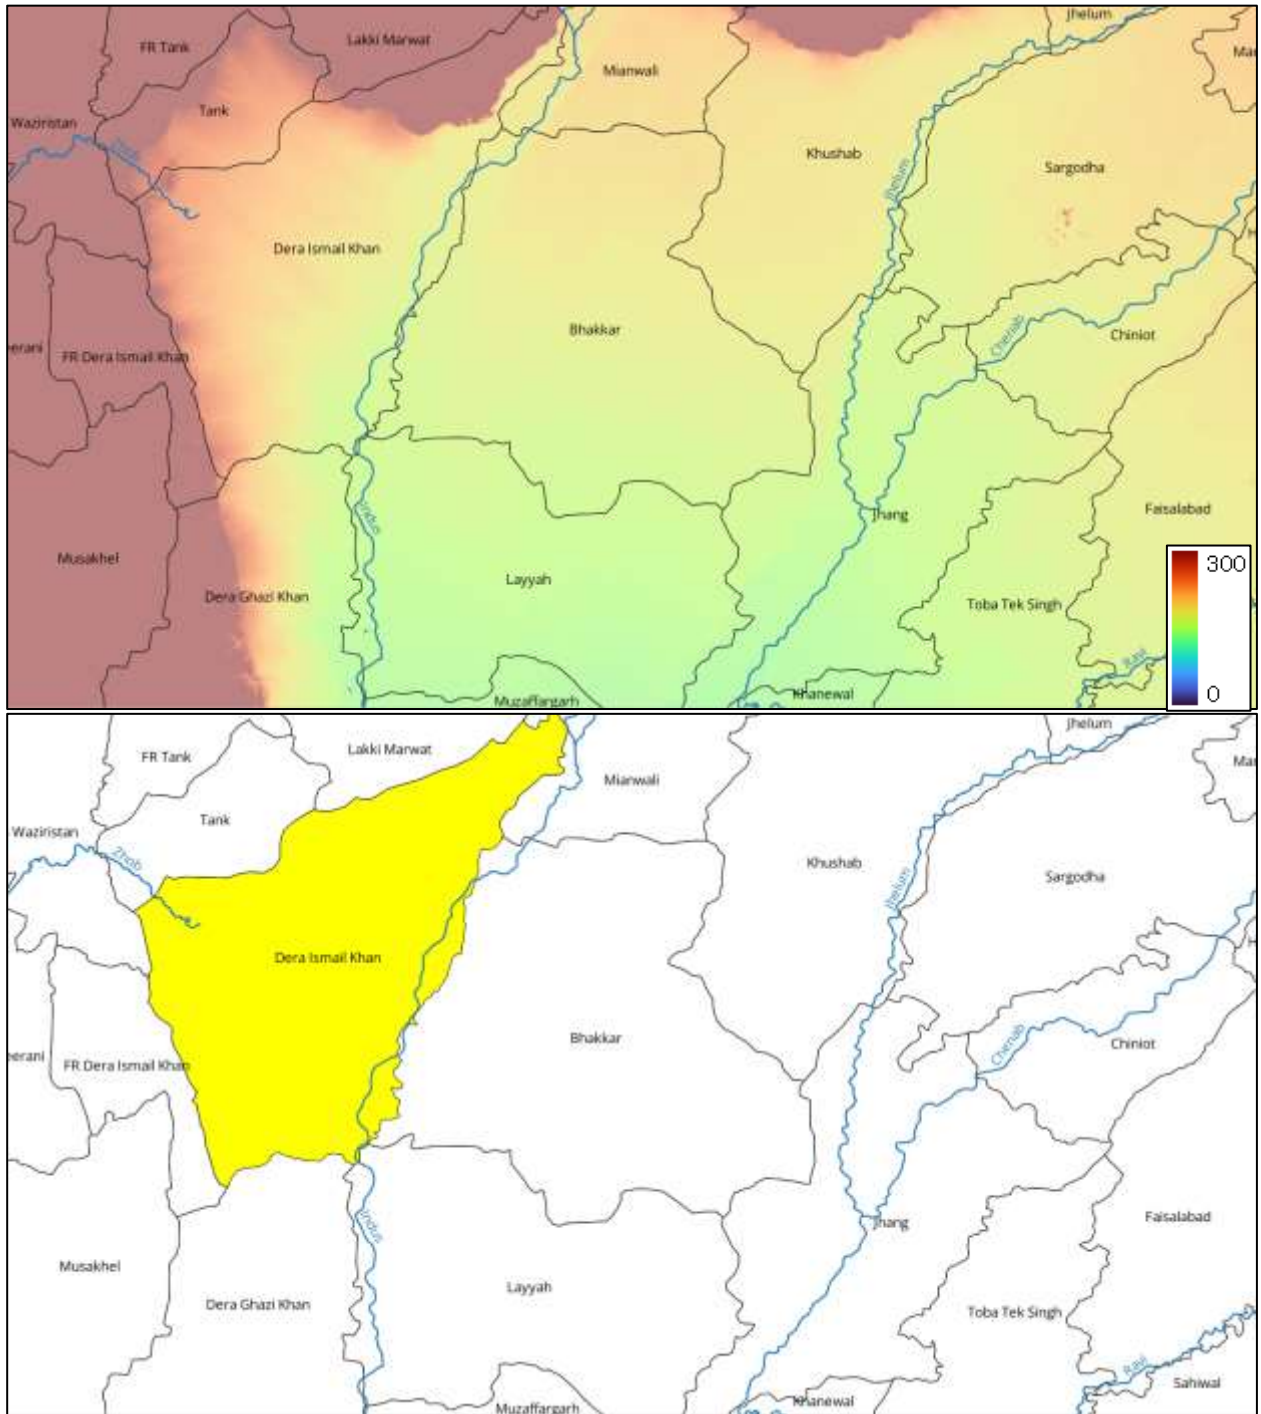 Jhelum
FR Tank
Lakki Marwat
Mianwali
Tank
Waziristan
Khushab
Sargodha
Jhelum
Dera Ismail Khan
Bhakkar
Chenab
Chiniot
FR Dera Ismail Khan
Indus
Jhang
Faisalabad
Musakhel
Layyah
Dera Ghazi Khan
Toba Tek Singh
300
0
Ravi
Khanewal
Muzaffargarh
Jhelum
FR Tank
Lakki Marwat
Mianwali
Tank
Waziristan
Zhob
Khushab
Sargodha
Jhelum
Dera Ismail Khan
Bhakkar
Chenab
Chiniot
FR Dera Ismail Khan
Indus
Jhang
Faisalabad
Musakhel
Layyah
Dera Ghazi Khan
Toba Tek Singh
Ravi
Sahiwal
Khanewal
Muzaffargarh